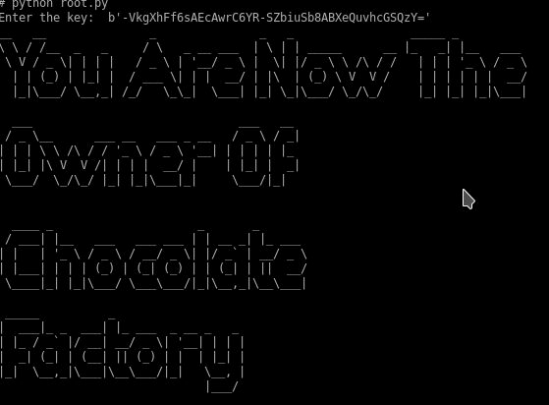 # python root.py
Enter the key:  b'-VkgXhFf6sAEcAwrC6YR-SZbiuSb8ABXeQuvhcGSQzY='
You Are Now The
Owner Of
Chocolate
Factory